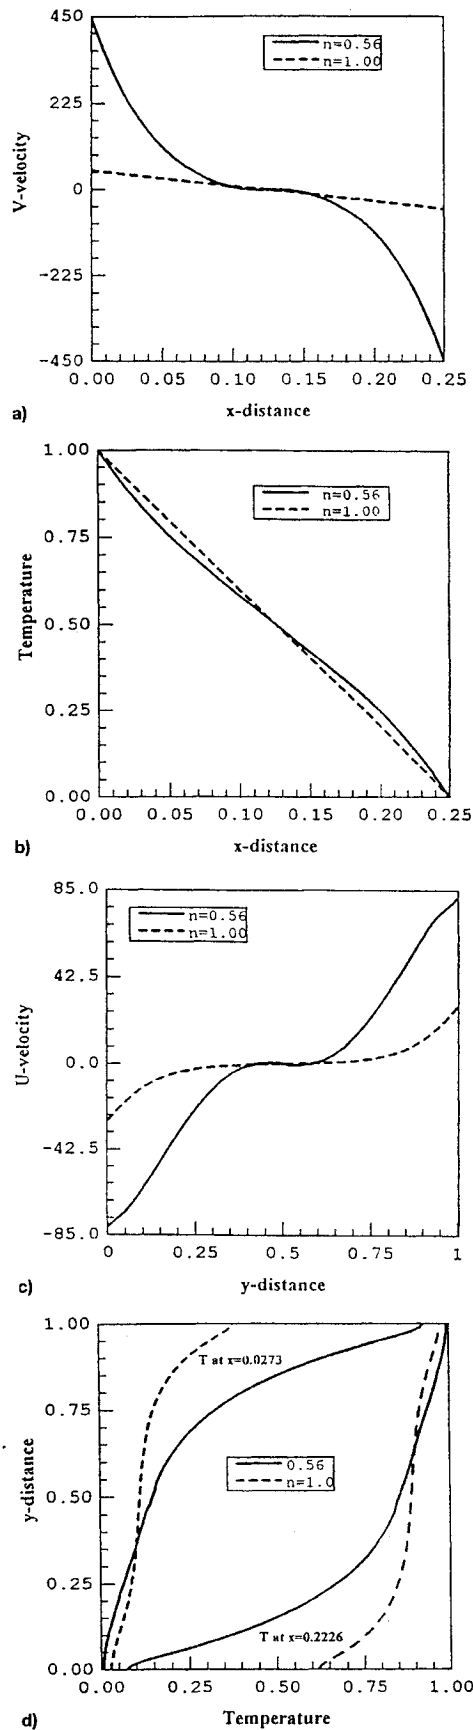 450
n=0.56
n=1.00
225
V-velocity
0
-225
-450
0.00 0.05 0.10 0.15 0.20 0.25
x-distance
a)
1.00
n=0.56
n=1.00
0.75
Temperature
0.50
0.25
0.00
0.00 0.05 0.10 0.15 0.20 0.25
x-distance
b)
85.0
n=0.56
n=1.00
42.5
U-velocity
0.0
-42.5
-85.0
0 0.25 0.50 0.75 1
y-distance
c)
1.00
T at x=0.0273
0.75
y-distance
0.56
n=1.0
0.50
0.25
T at x=0.2226
0.00
0.00 0.25 0.50 0.75 1.00
Temperature
d)